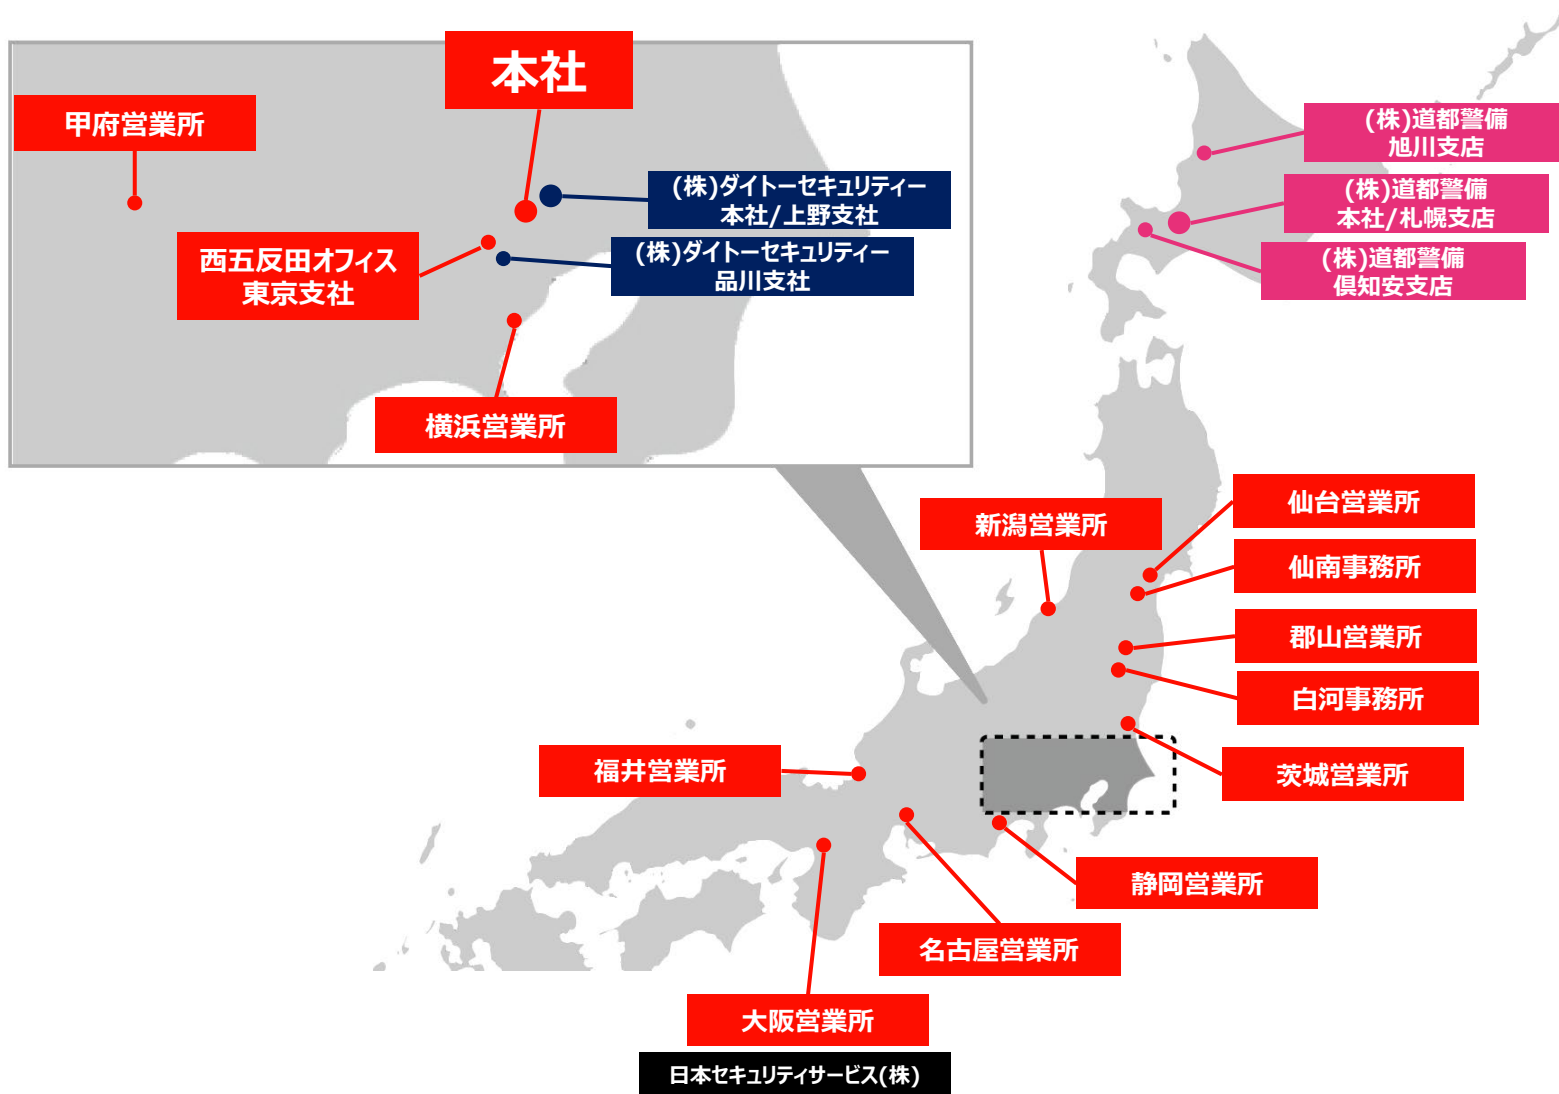 本社
甲府営業所
(株)ダイトーセキュリティー
本社/上野支社
西五反田オフィス
東京支社
(株)ダイトーセキュリティー
品川支社
横浜営業所
(株)道都警備
旭川支店
(株)道都警備
本社/札幌支店
(株)道都警備
倶知安支店
新潟営業所
仙台営業所
仙南事務所
郡山営業所
白河事務所
福井営業所
茨城営業所
静岡営業所
名古屋営業所
大阪営業所
日本セキュリティサービス(株)